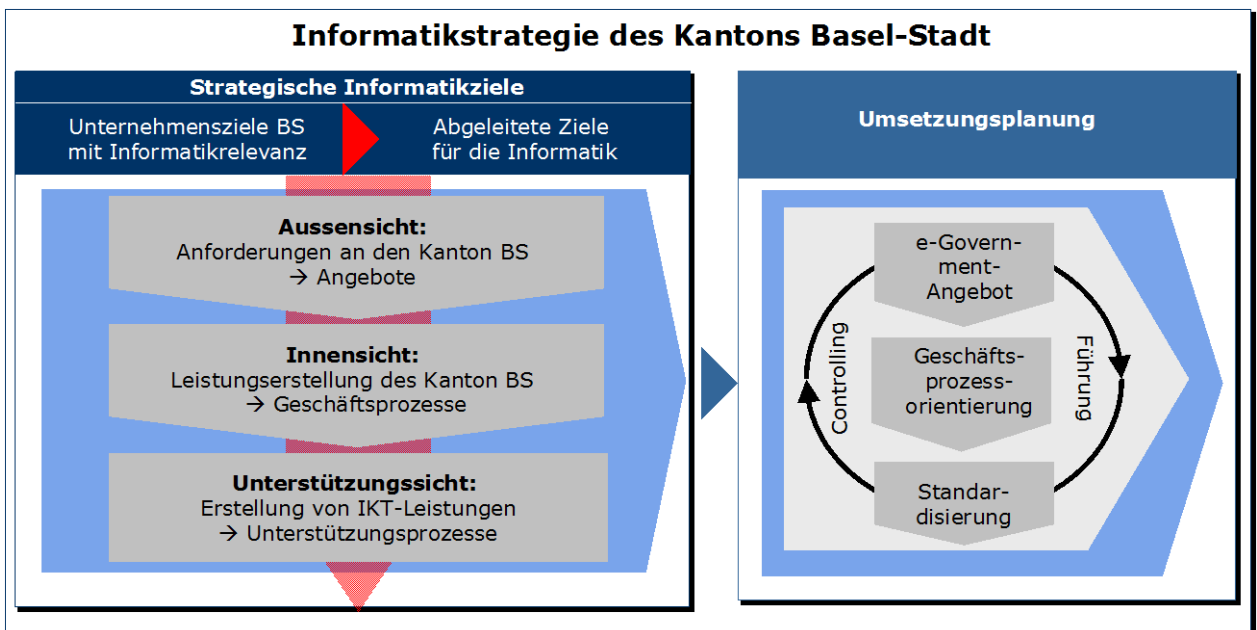 Informatikstrategie des Kantons Basel-Stadt
Strategische Informatikziele
Unternehmensziele BS
mit Informatikrelevanz
Abgeleitete Ziele
für die Informatik
Aussensicht:
Anforderungen an den Kanton BS
→ Angebote
Innensicht:
Leistungserstellung des Kanton BS
→ Geschäftsprozesse
Unterstützungssicht:
Erstellung von IKT-Leistungen
→ Unterstützungsprozesse
Umsetzungsplanung
e-Govern-
ment-
Angebot
Controlling
Geschäfts-
prozess-
orientierung
Führung
Standar-
disierung